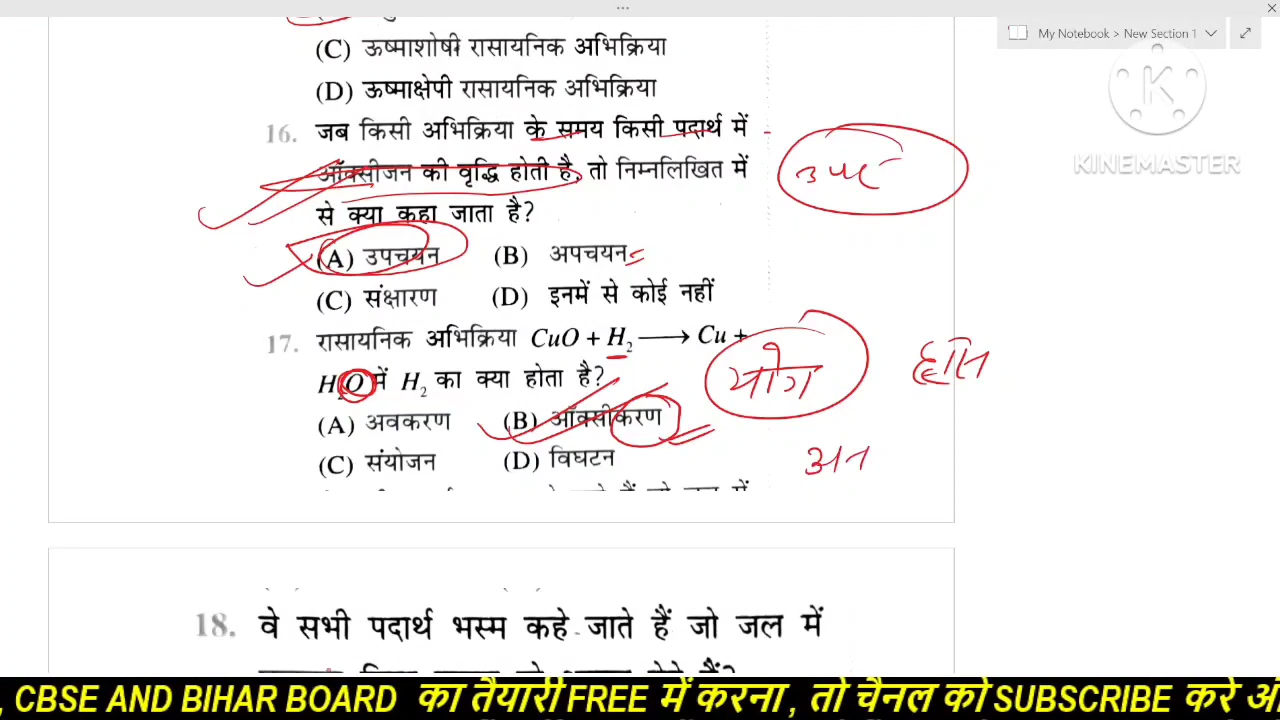 My Notebook > New Section 1
(C) ऊष्माशोषी रासायनिक अभिक्रिया
(D) ऊष्माक्षेपी रासायनिक अभिक्रिया
K
KINEMASTER
16. जब किसी अभिक्रिया के समय किसी पदार्थ में
ऑक्सीजन की वृद्धि होती है, तो निम्नलिखित में
से क्या कहा जाता है?
(A) उपचयन (B) अपचयन
(C) संक्षारण (D) इनमें से कोई नहीं
17. रासायनिक अभिक्रिया CuO + H₂ ⟶ Cu +
H₂O में H₂ का क्या होता है?
योग
(A) अवकरण (B) ऑक्सीकरण
(C) संयोजन (D) विघटन
18. वे सभी पदार्थ भस्म कहे जाते हैं जो जल में
, CBSE AND BIHAR BOARD का तैयारी FREE में करना , तो चैनल को SUBSCRIBE करे